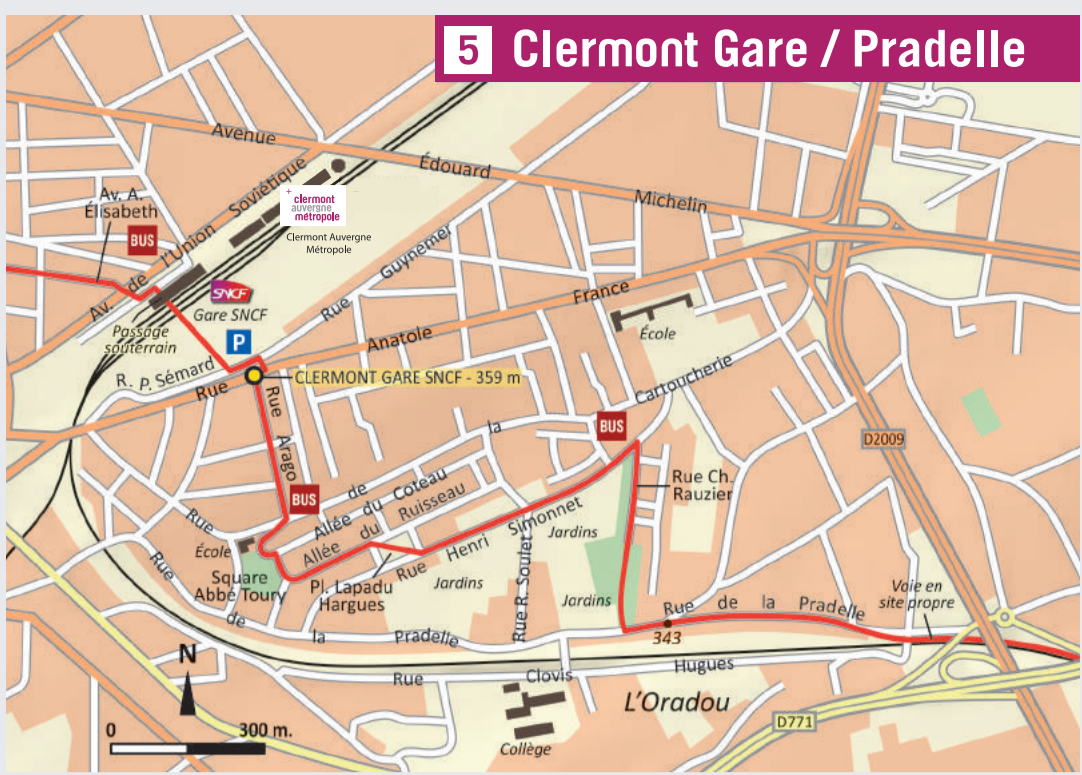 5 Clermont Gare / Pradelle
Avenue
Édouard
Michelin
Av. A.
Élisabeth
BUS
Av. de l'Union Soviétique
+ clermont
auvergne
métropole
Clermont Auvergne
Métropole
SNCF
Gare SNCF
P
Passage
souterrain
R. P. Sémard
Rue Guynemer
Rue
Anatole
France
École
CLERMONT GARE SNCF - 359 m
Rue Arago
BUS
de
la
Cartoucherie
BUS
D2009
Rue Ch.
Rauzier
Allée du Coteau
Allée du Ruisseau
Rue
École
Square
Abbé Toury
Pl. Lapadu
Hargues
Rue Henri Simonnet
Jardins
Jardins
Jardins
Rue R. Soulet
Rue de la Pradelle
343
Voie en
site propre
Rue
de
la
Pradelle
Rue
Clovis
Hugues
L'Oradou
D771
Collège
N
0 300 m.